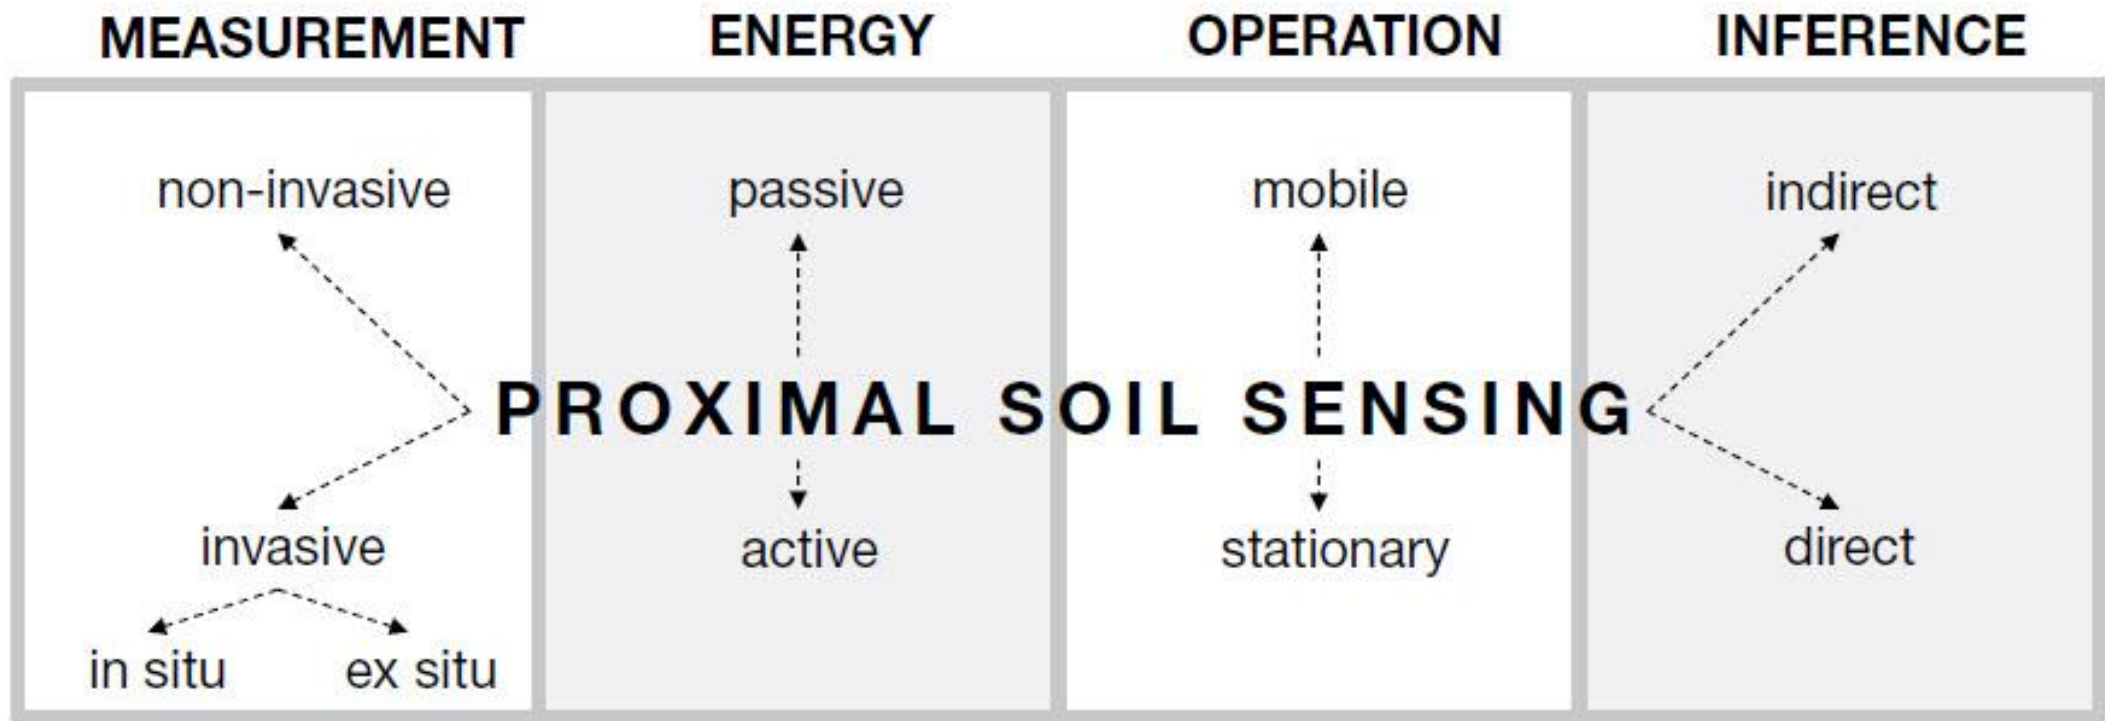 MEASUREMENT ENERGY OPERATION INFERENCE
non-invasive passive mobile indirect
PROXIMAL SOIL SENSING
invasive active stationary direct
in situ ex situ